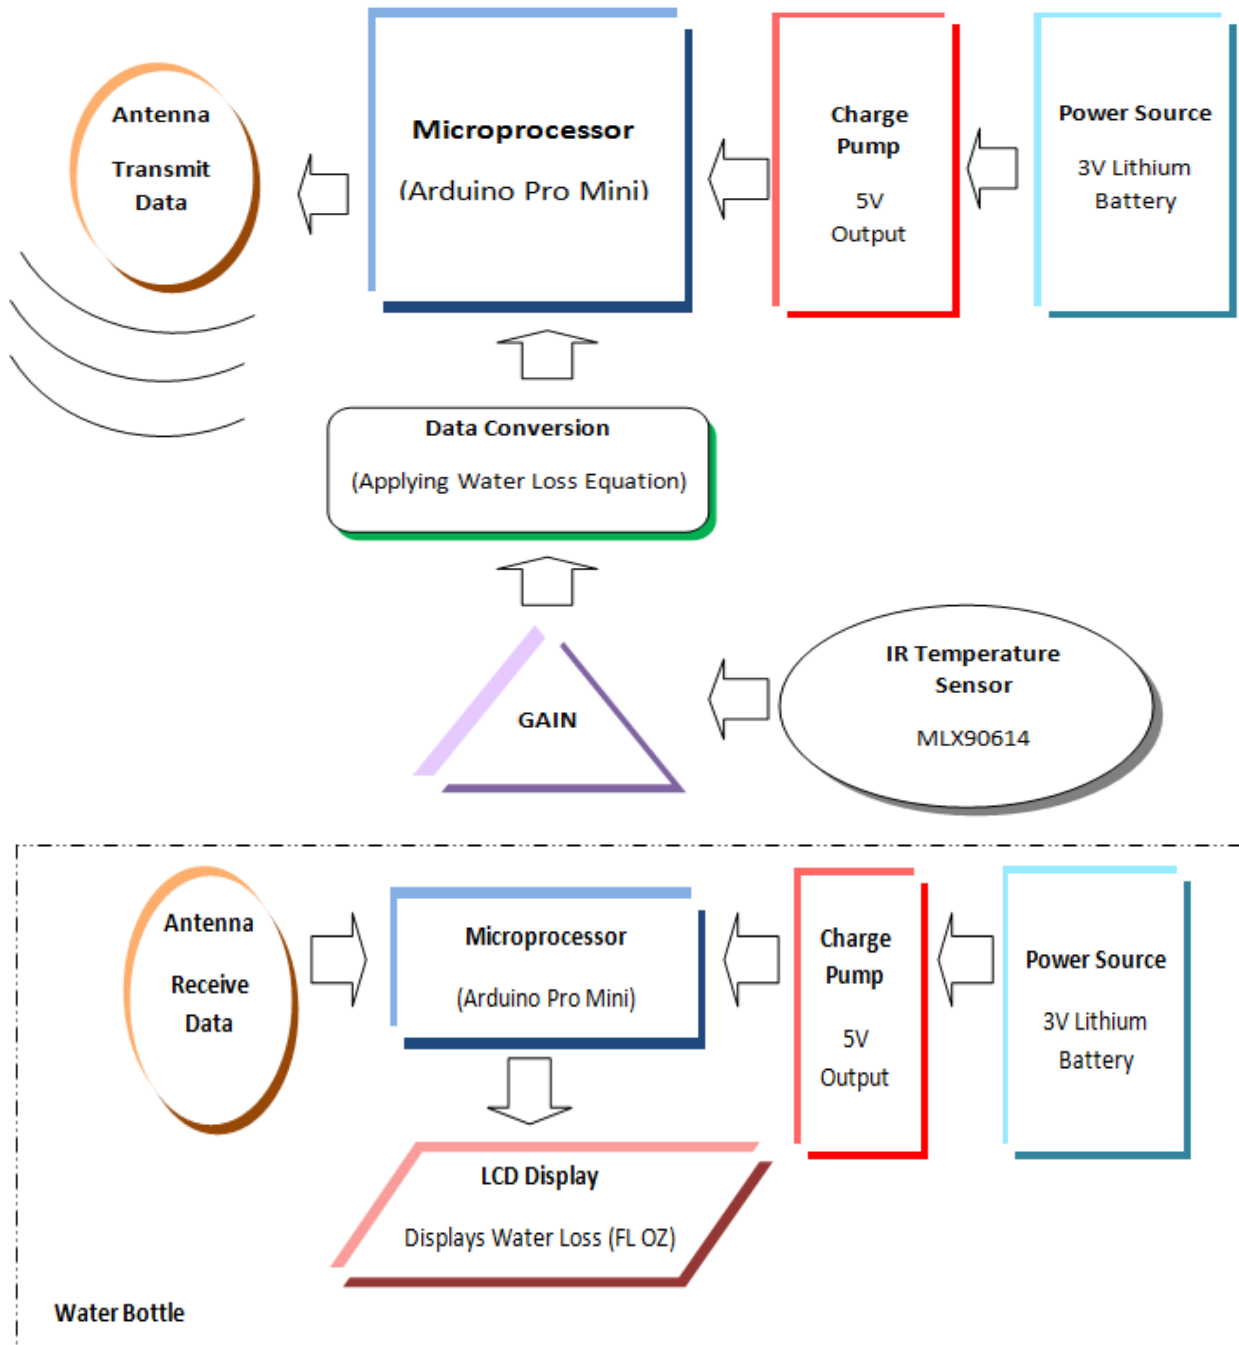 Antenna
Transmit
Data
Microprocessor
(Arduino Pro Mini)
Charge
Pump
5V
Output
Power Source
3V Lithium
Battery
Data Conversion
(Applying Water Loss Equation)
GAIN
IR Temperature
Sensor
MLX90614
Antenna
Receive
Data
Microprocessor
(Arduino Pro Mini)
Charge
Pump
5V
Output
Power Source
3V Lithium
Battery
LCD Display
Displays Water Loss (FL OZ)
Water Bottle